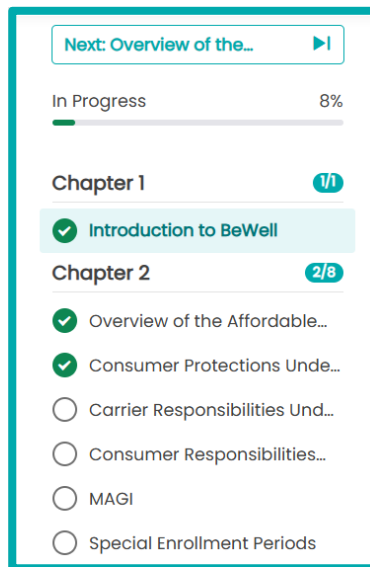 Next: Overview of the...
In Progress 8%
Chapter 1 1/1
Introduction to BeWell
Chapter 2 2/8
Overview of the Affordable...
Consumer Protections Unde...
Carrier Responsibilities Und...
Consumer Responsibilities...
MAGI
Special Enrollment Periods